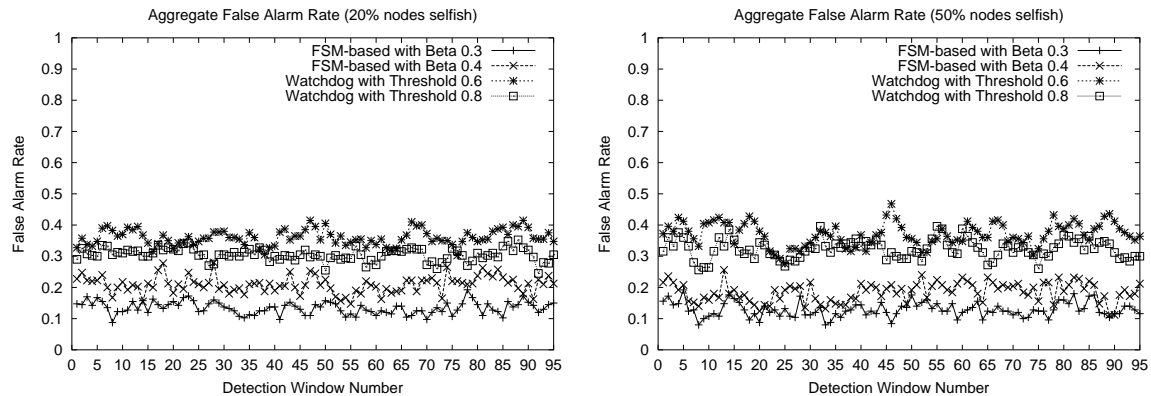 Aggregate False Alarm Rate (20% nodes selfish)
False Alarm Rate
1
0.9
0.8
0.7
0.6
0.5
0.4
0.3
0.2
0.1
0
FSM-based with Beta 0.3
FSM-based with Beta 0.4
Watchdog with Threshold 0.6
Watchdog with Threshold 0.8
0 5 10 15 20 25 30 35 40 45 50 55 60 65 70 75 80 85 90 95
Detection Window Number
Aggregate False Alarm Rate (50% nodes selfish)
False Alarm Rate
1
0.9
0.8
0.7
0.6
0.5
0.4
0.3
0.2
0.1
0
FSM-based with Beta 0.3
FSM-based with Beta 0.4
Watchdog with Threshold 0.6
Watchdog with Threshold 0.8
0 5 10 15 20 25 30 35 40 45 50 55 60 65 70 75 80 85 90 95
Detection Window Number